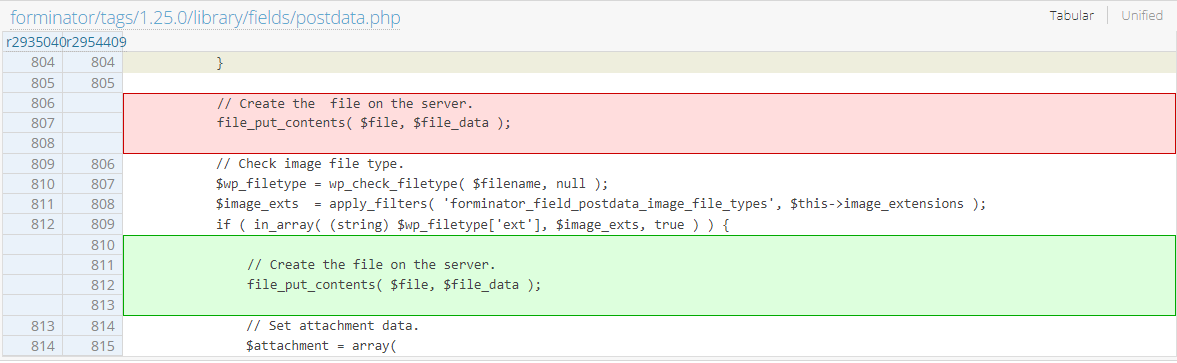 forminator/tags/1.25.0/library/fields/postdata.php
Tabular Unified
r2935040 r2954409
804 804 }
805 805
806 // Create the  file on the server.
807 file_put_contents( $file, $file_data );
808
809 806 // Check image file type.
810 807 $wp_filetype = wp_check_filetype( $filename, null );
811 808 $image_exts  = apply_filters( 'forminator_field_postdata_image_file_types', $this->image_extensions );
812 809 if ( in_array( (string) $wp_filetype['ext'], $image_exts, true ) ) {
810
811 // Create the file on the server.
812 file_put_contents( $file, $file_data );
813
813 814 // Set attachment data.
814 815 $attachment = array(